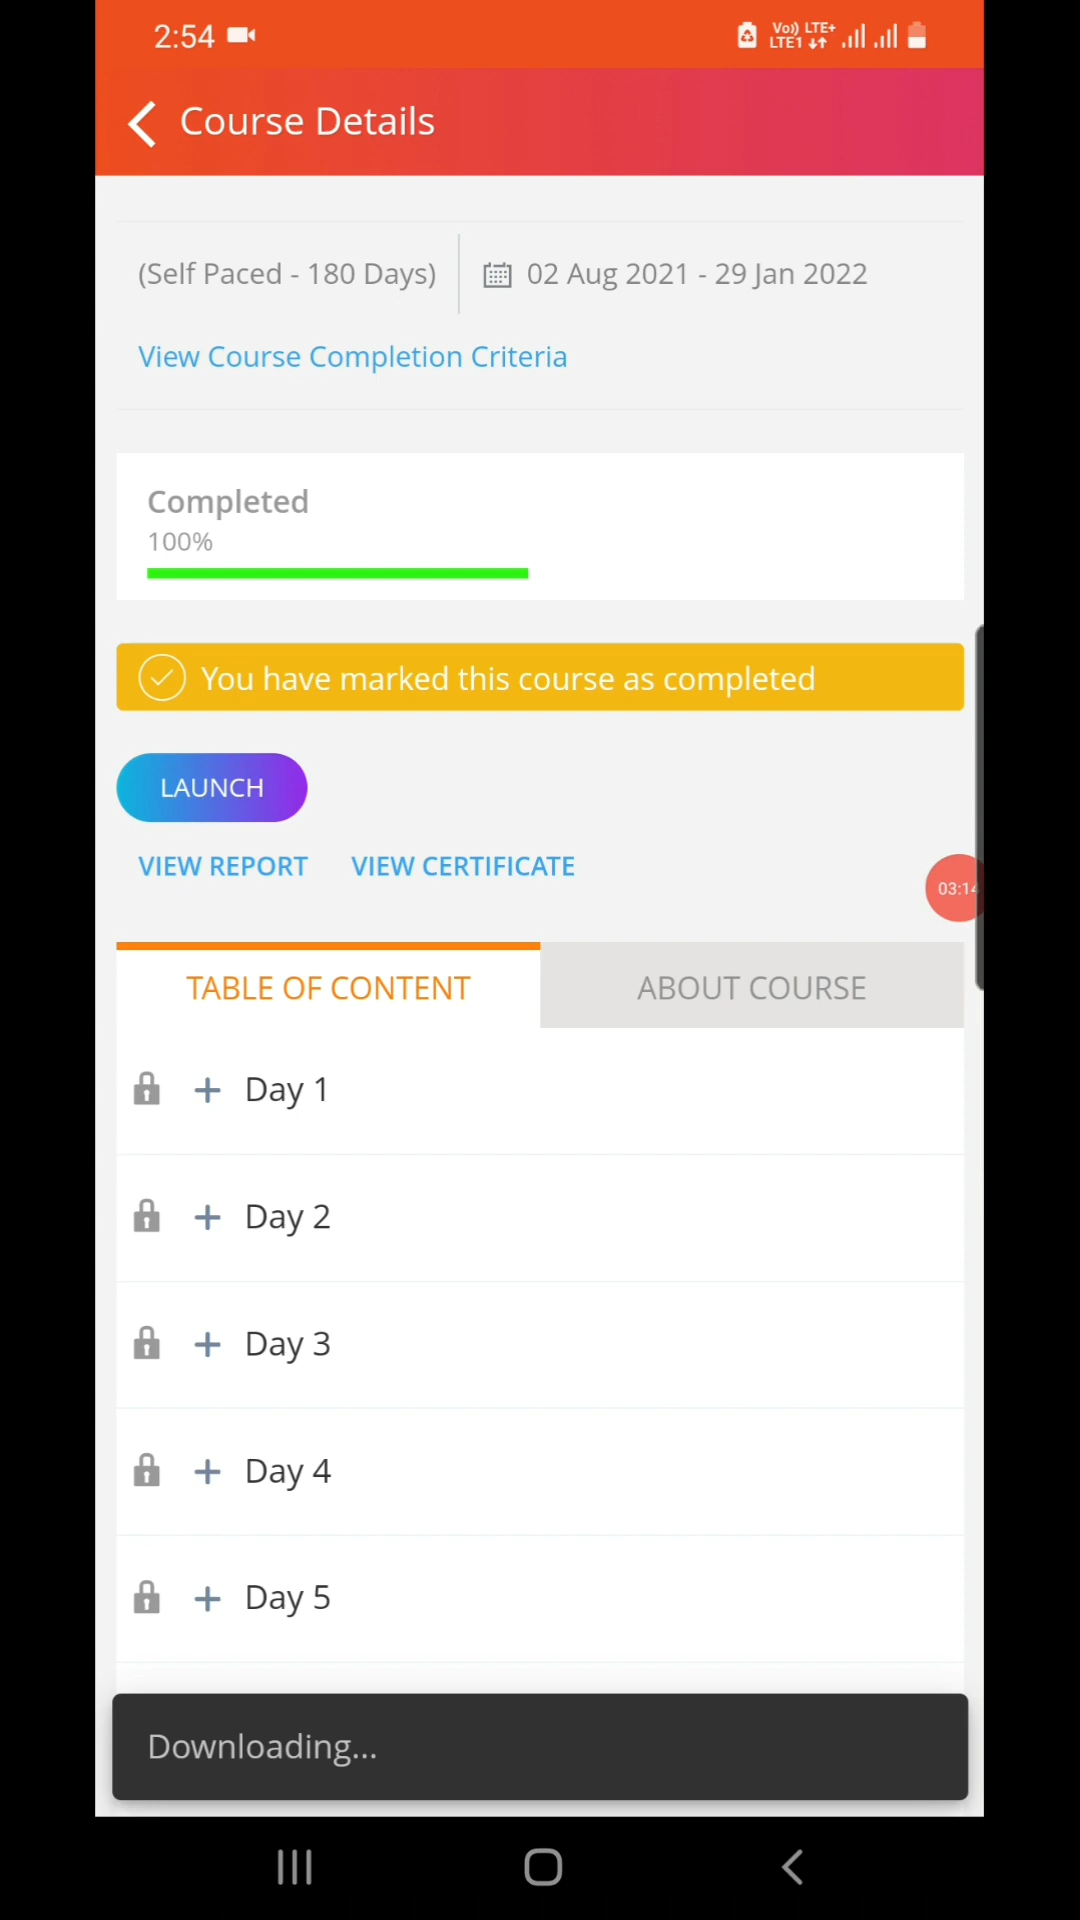 2:54
Vo)) LTE+
LTE1
Course Details
(Self Paced - 180 Days)
02 Aug 2021 - 29 Jan 2022
View Course Completion Criteria
Completed
100%
You have marked this course as completed
LAUNCH
VIEW REPORT
VIEW CERTIFICATE
03:14
TABLE OF CONTENT
ABOUT COURSE
Day 1
Day 2
Day 3
Day 4
Day 5
Downloading...